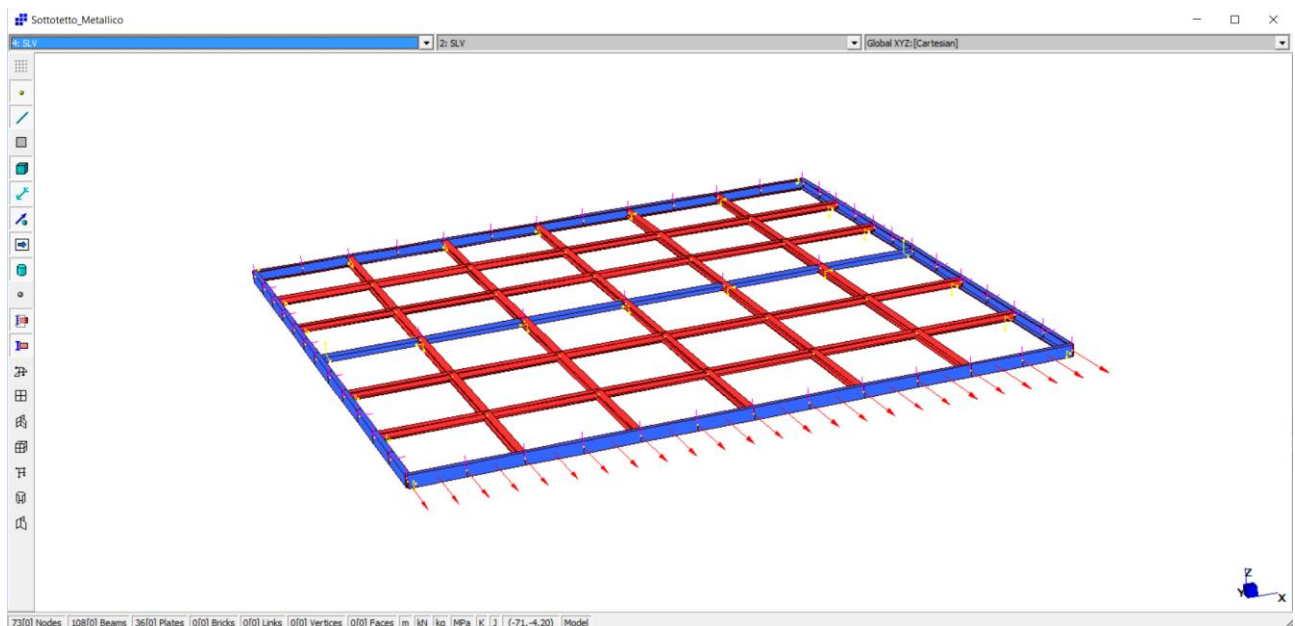 Sottotetto_Metallico
4: SLV 2: SLV Global XYZ:[Cartesian]
Z
Y X
73[0] Nodes 108[0] Beams 36[0] Plates 0[0] Bricks 0[0] Links 0[0] Vertices 0[0] Faces m kN kg MPa K J (-71,-4.20) Model